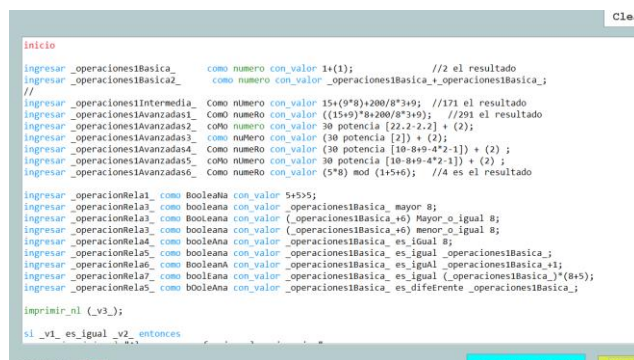 Cle
inicio
ingresar _operaciones1Basica_ como numero con_valor 1+(1); //2 el resultado
ingresar _operaciones1Basica2_ como numero con_valor _operaciones1Basica_+_operaciones1Basica_;
//
ingresar _operaciones1Intermedia_ Como nUmero con_valor 15+(9*8)+200/8*3+9; //171 el resultado
ingresar _operaciones1Avanzadas1_ ComO numeRo con_valor ((15+9)*8+200/8*3+9); //291 el resultado
ingresar _operaciones1Avanzadas2_ CoMo numero con_valor 30 potencia [22.2-2.2] + (2);
ingresar _operaciones1Avanzadas3_ como nuMero con_valor (30 potencia [2]) + (2);
ingresar _operaciones1Avanzadas4_ Como numeRo con_valor (30 potencia [10-8+9-4*2-1]) + (2) ;
ingresar _operaciones1Avanzadas5_ coMo nUmero con_valor 30 potencia [10-8+9-4*2-1]) + (2) ;
ingresar _operaciones1Avanzadas6_ Como numeRo con_valor (5*8) mod (1+5+6); //4 es el resultado
ingresar _operacionRela1_ como BooleaNa con_valor 5+5>5;
ingresar _operacionRela3_ como booleana con_valor _operaciones1Basica_ mayor 8;
ingresar _operacionRela3_ como BooLeana con_valor (_operaciones1Basica_+6) Mayor_o_igual 8;
ingresar _operacionRela3_ como booleana con_valor (_operaciones1Basica_+6) menor_o_igual 8;
ingresar _operacionRela4_ como booleAna con_valor _operaciones1Basica_ es_iGual 8;
ingresar _operacionRela5_ como booleana con_valor _operaciones1Basica_ es_igual _operaciones1Basica_;
ingresar _operacionRela6_ como BooleanA con_valor _operaciones1Basica_ es_iguAl _operaciones1Basica_+1;
ingresar _operacionRela7_ como boolEana con_valor _operaciones1Basica_ es_igual (_operaciones1Basica_)*(8+5);
ingresar _operacionRela5_ como bOOleAna con_valor _operaciones1Basica_ es_difeErente _operaciones1Basica_;
imprimir_nl (_v3_);
si _v1_ es_igual _v2_ entonces